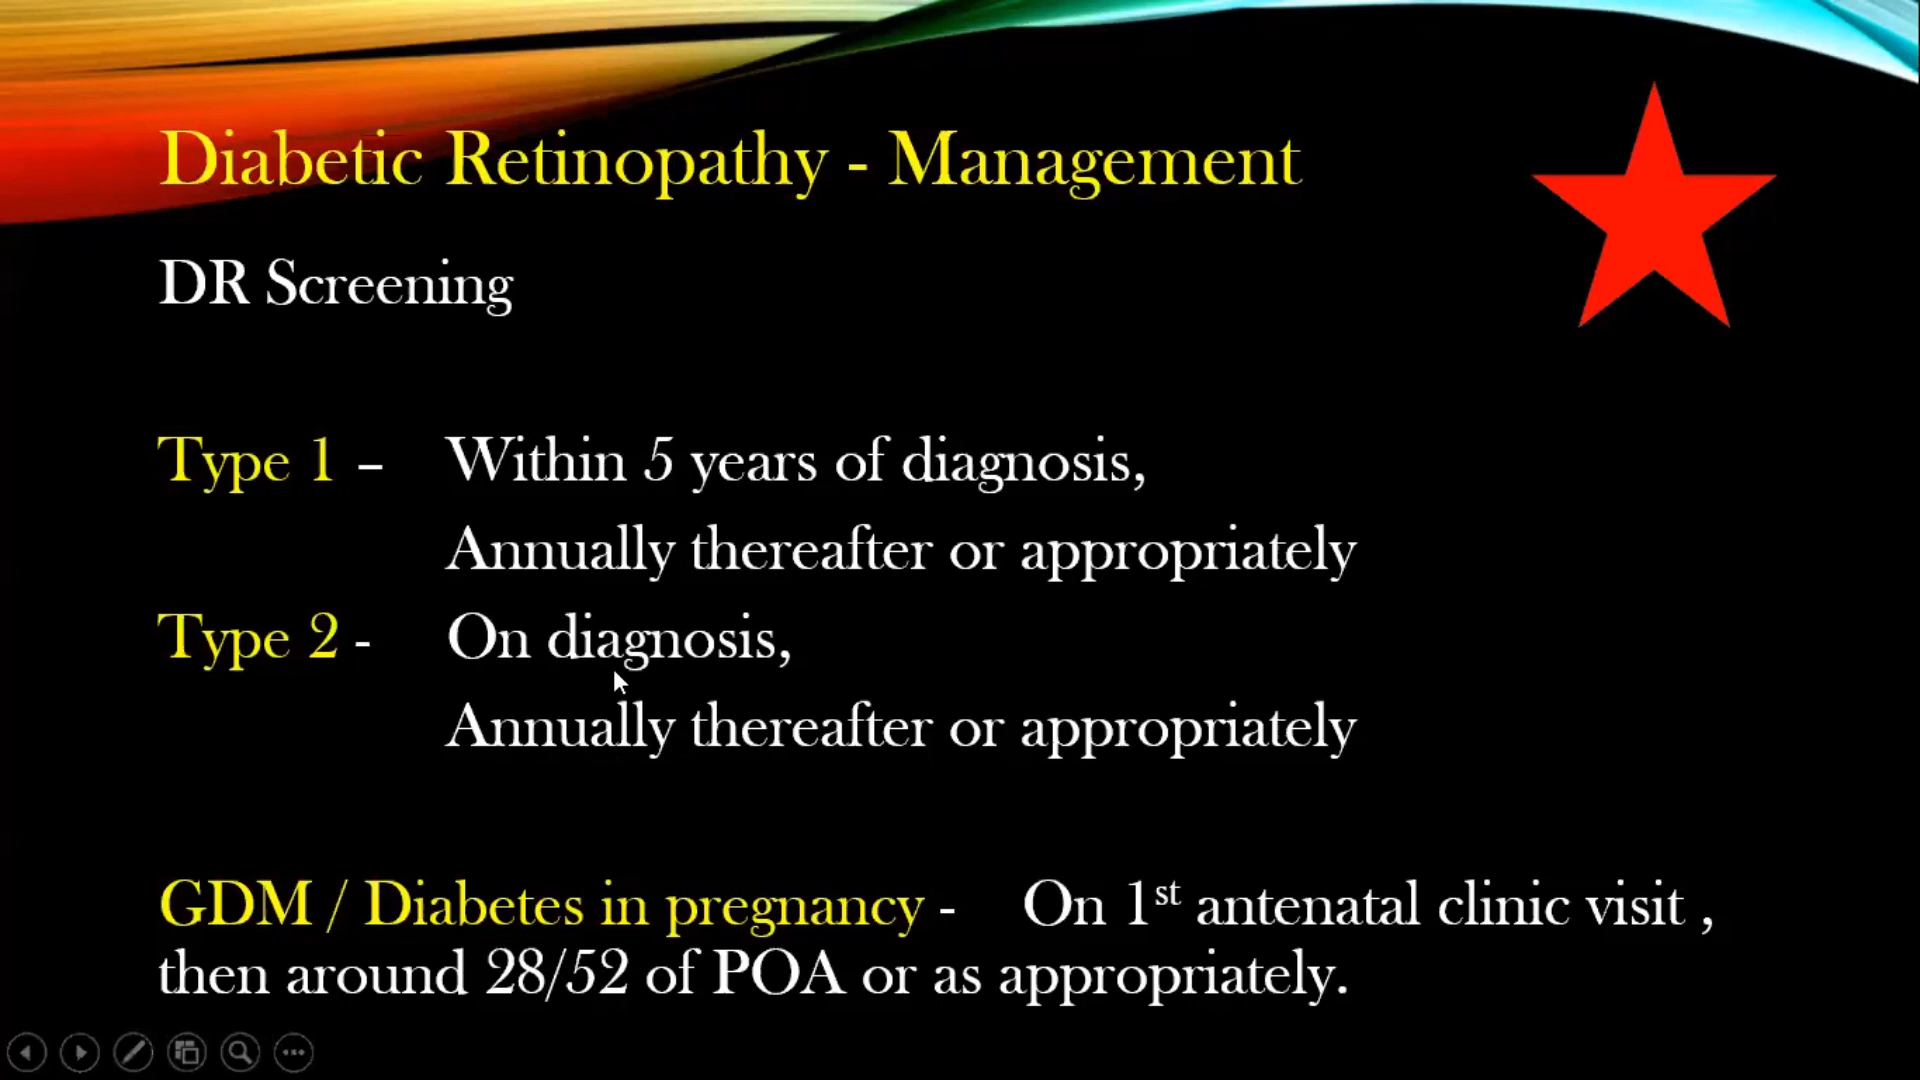 Diabetic Retinopathy - Management
DR Screening
Type 1 – Within 5 years of diagnosis,
Annually thereafter or appropriately
Type 2 - On diagnosis,
Annually thereafter or appropriately
GDM / Diabetes in pregnancy - On 1st antenatal clinic visit ,
then around 28/52 of POA or as appropriately.